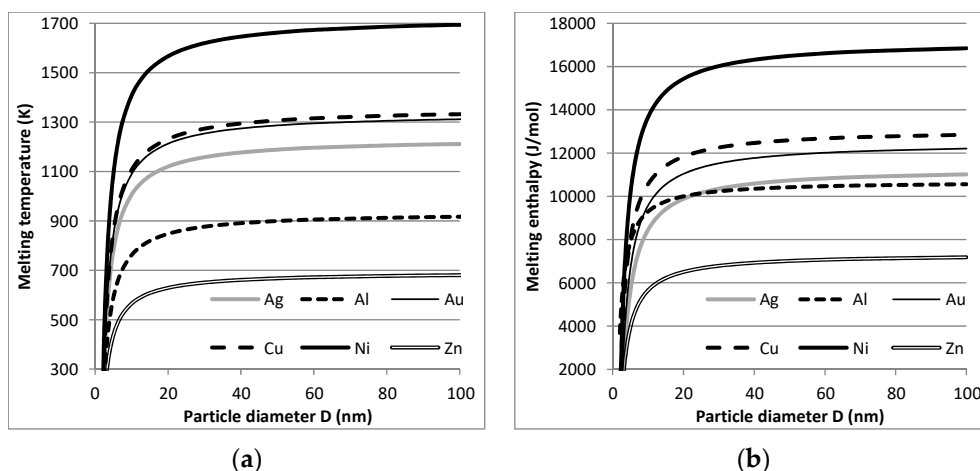 Melting temperature (K)
1700
1500
1300
1100
900
700
500
300
Ag Al Au
Cu Ni Zn
0 20 40 60 80 100
Particle diameter D (nm)
(a)
Melting enthalpy (J/mol)
18000
16000
14000
12000
10000
8000
6000
4000
2000
Ag Al Au
Cu Ni Zn
0 20 40 60 80 100
Particle diameter D (nm)
(b)